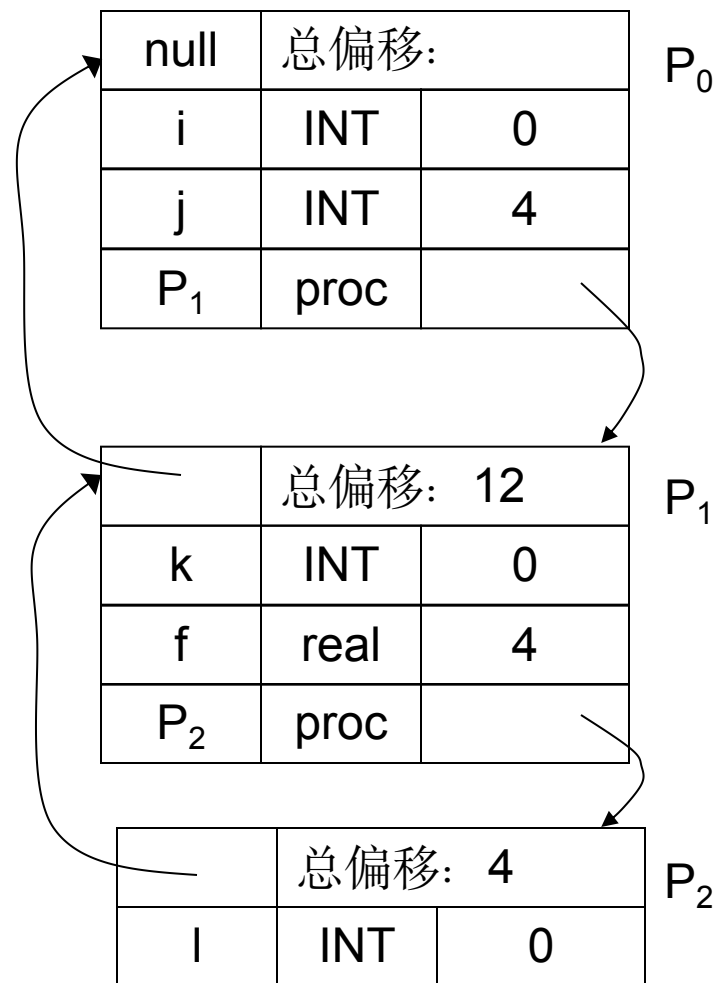 null 总偏移: P₀
i INT 0
j INT 4
P₁ proc
总偏移: 12 P₁
k INT 0
f real 4
P₂ proc
总偏移: 4 P₂
l INT 0